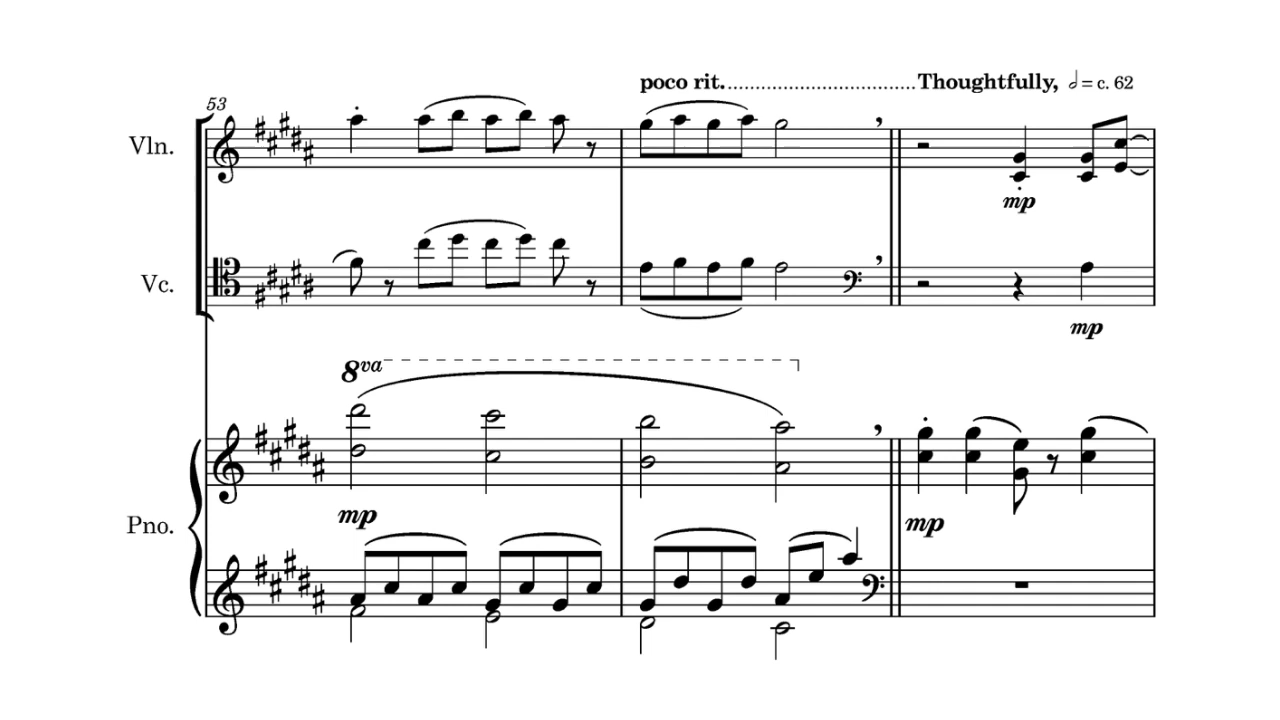 poco rit. Thoughtfully, 𝅗𝅥 = c. 62
53
Vln.
mp
Vc.
mp
8va
Pno.
mp
mp